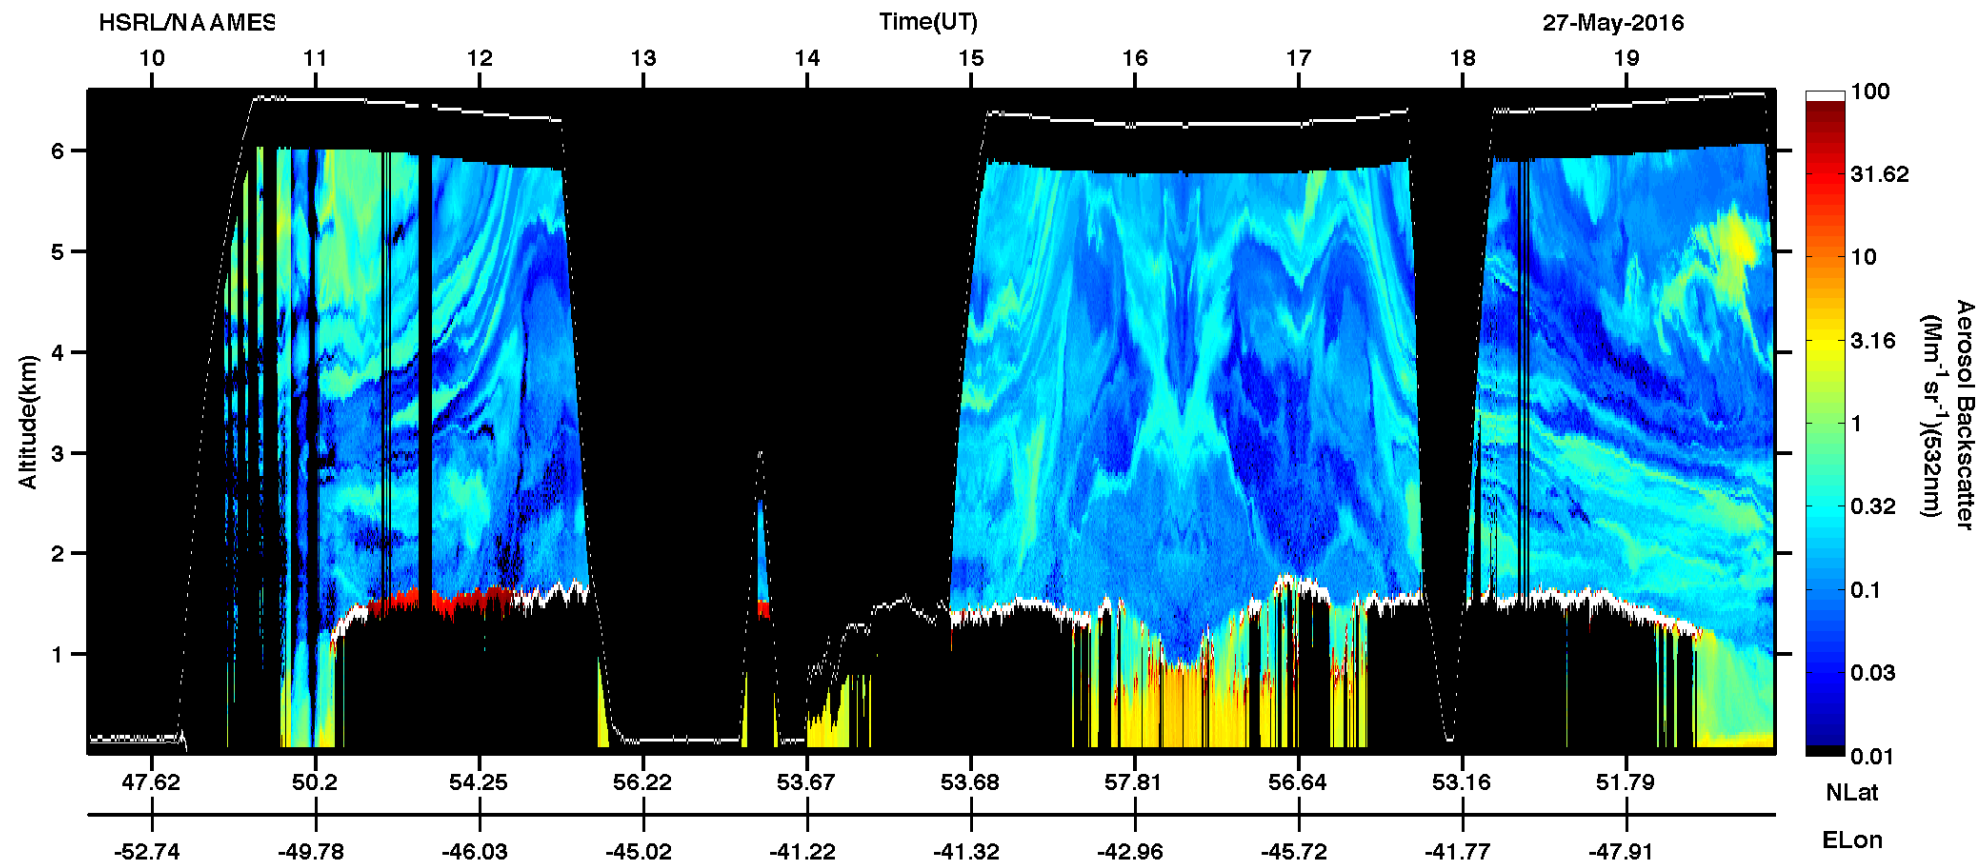 HSRL/NAAMES Time(UT) 27-May-2016
10 11 12 13 14 15 16 17 18 19
6
5
4
3
2
1
Altitude(km)
100
31.62
10
3.16
1
0.32
0.1
0.03
0.01
Aerosol Backscatter
(Mm⁻¹ sr⁻¹)(532nm)
47.62 50.2 54.25 56.22 53.67 53.68 57.81 56.64 53.16 51.79 NLat
-52.74 -49.78 -46.03 -45.02 -41.22 -41.32 -42.96 -45.72 -41.77 -47.91 ELon